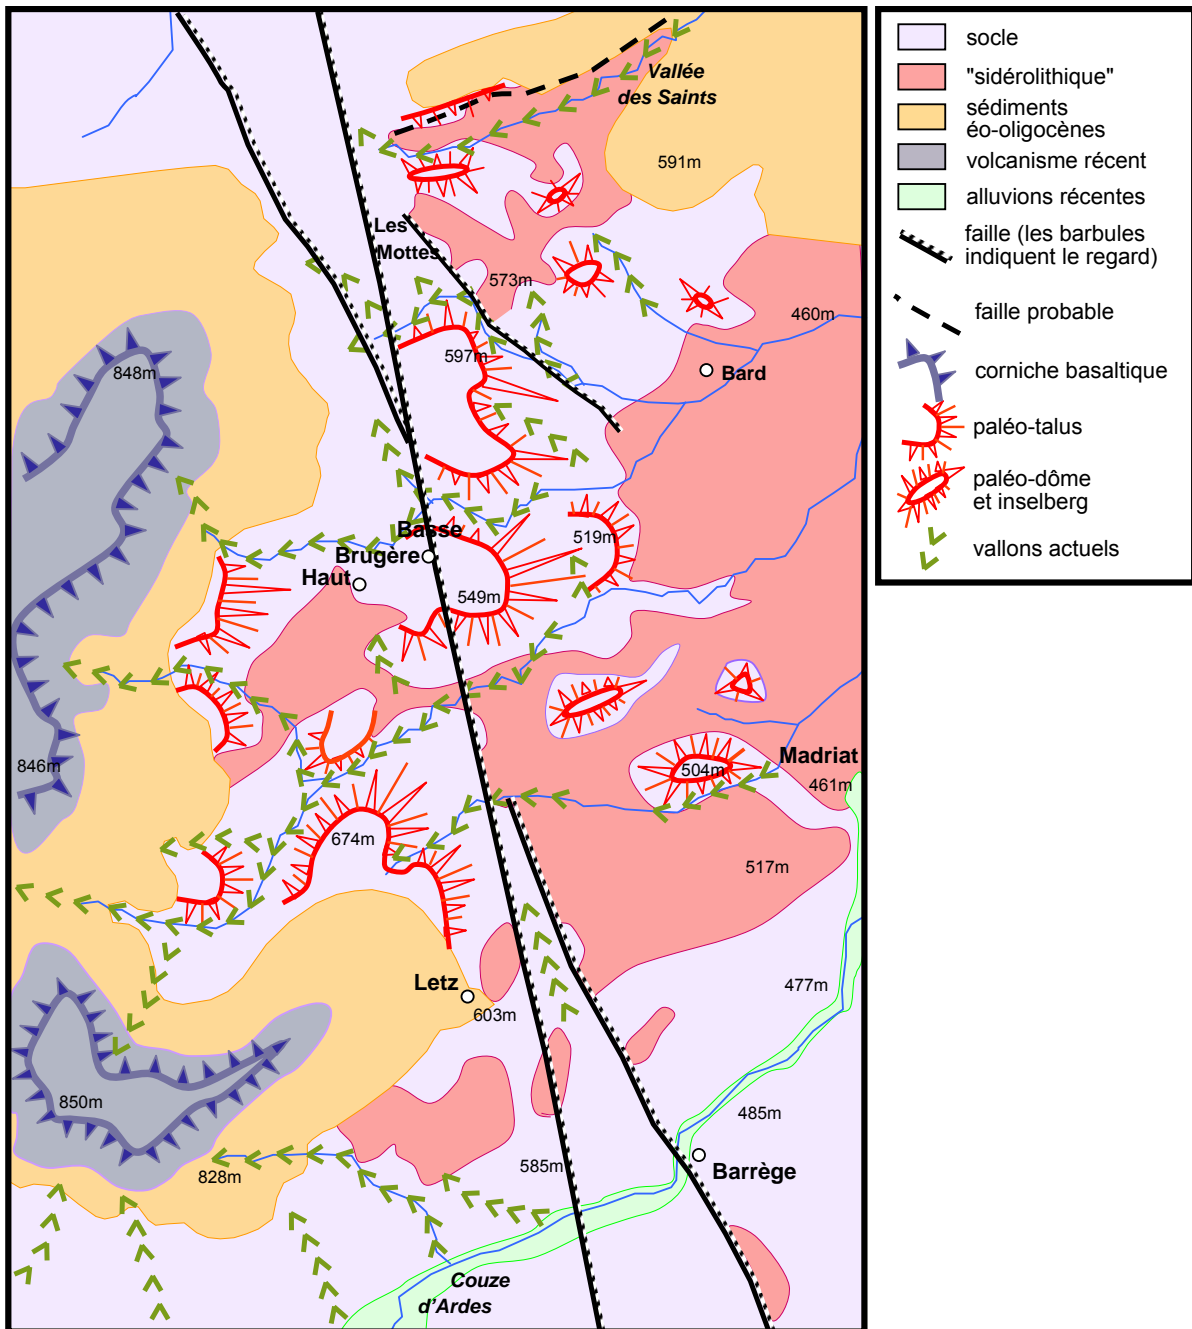 Vallée
des Saints
591m
Les
Mottes
573m
460m
597m
848m
Bard
Basse
Brugère
Haut
519m
549m
846m
504m
Madriat
461m
674m
517m
Letz
603m
477m
850m
485m
585m
828m
Barrège
Couze
d'Ardes
socle
"sidérolithique"
sédiments
éo-oligocènes
volcanisme récent
alluvions récentes
faille (les barbules
indiquent le regard)
faille probable
corniche basaltique
paléo-talus
paléo-dôme
et inselberg
vallons actuels